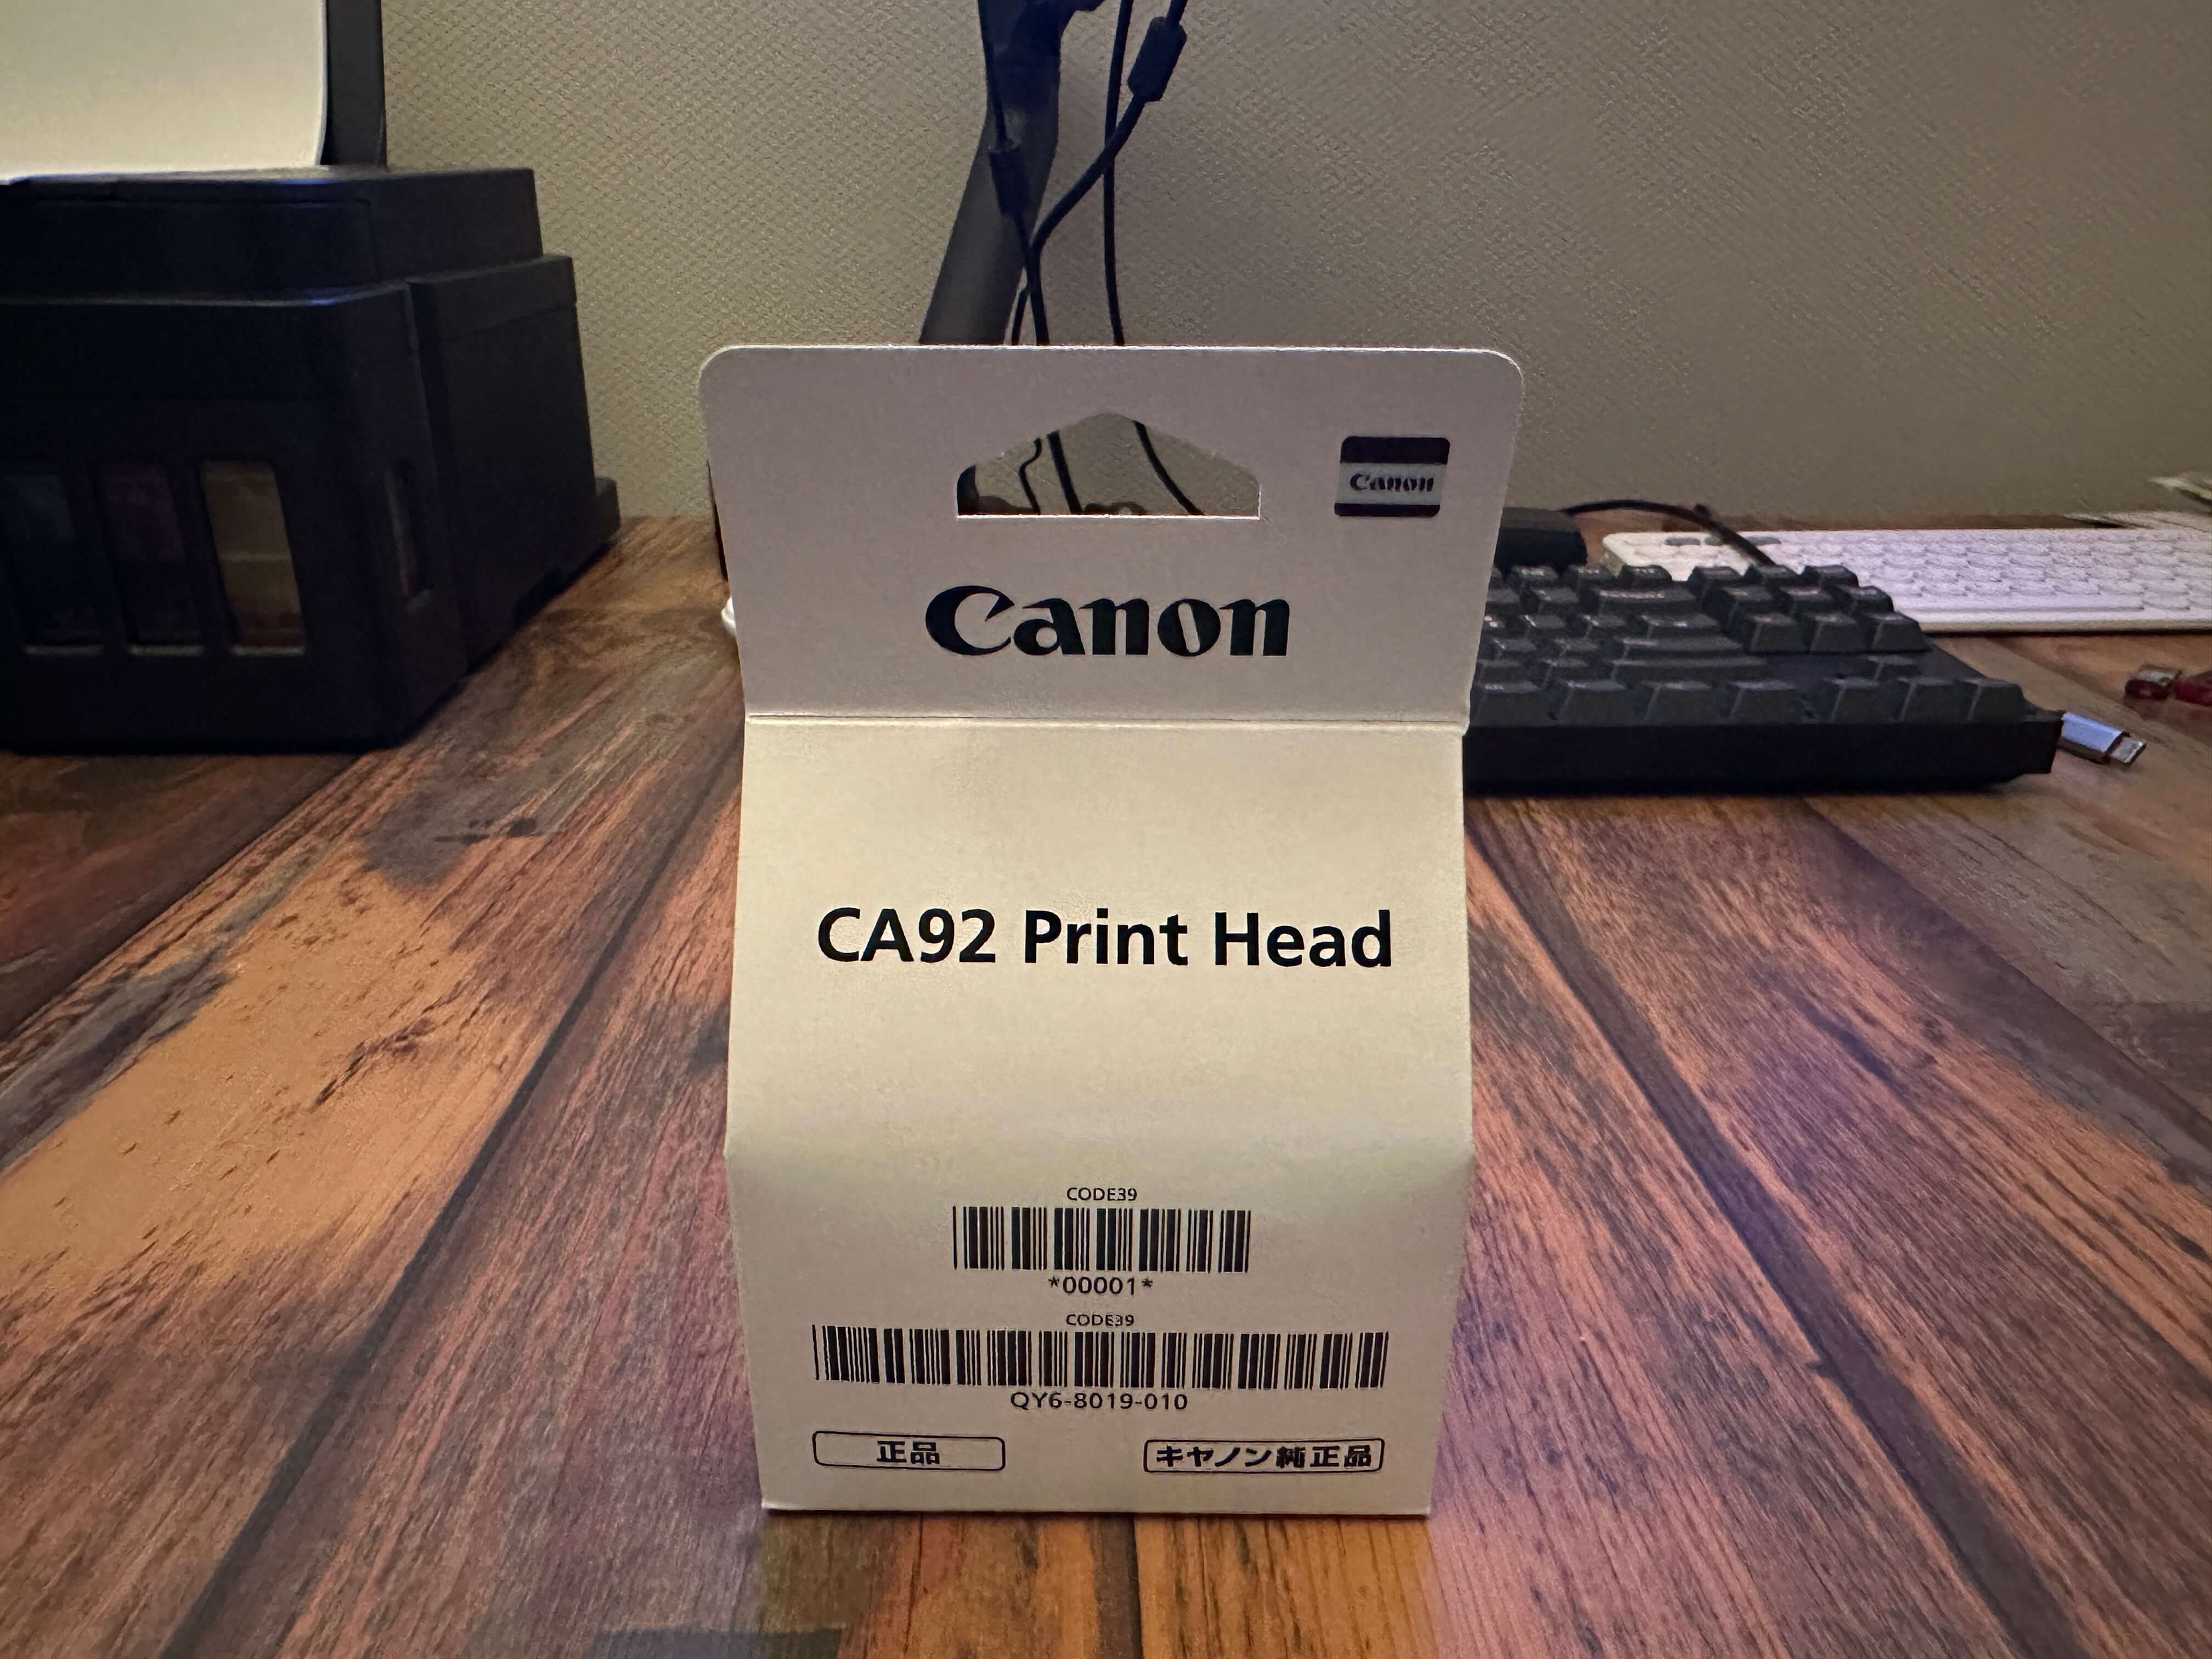 Canon
Canon
CA92 Print Head
CODE39
*00001*
CODE39
QY6-8019-010
正品
キヤノン純正品